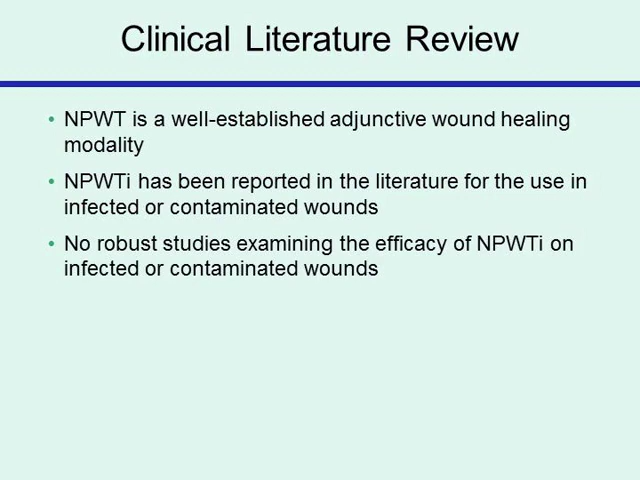 Clinical Literature Review
• NPWT is a well-established adjunctive wound healing
modality
• NPWTi has been reported in the literature for the use in
infected or contaminated wounds
• No robust studies examining the efficacy of NPWTi on
infected or contaminated wounds